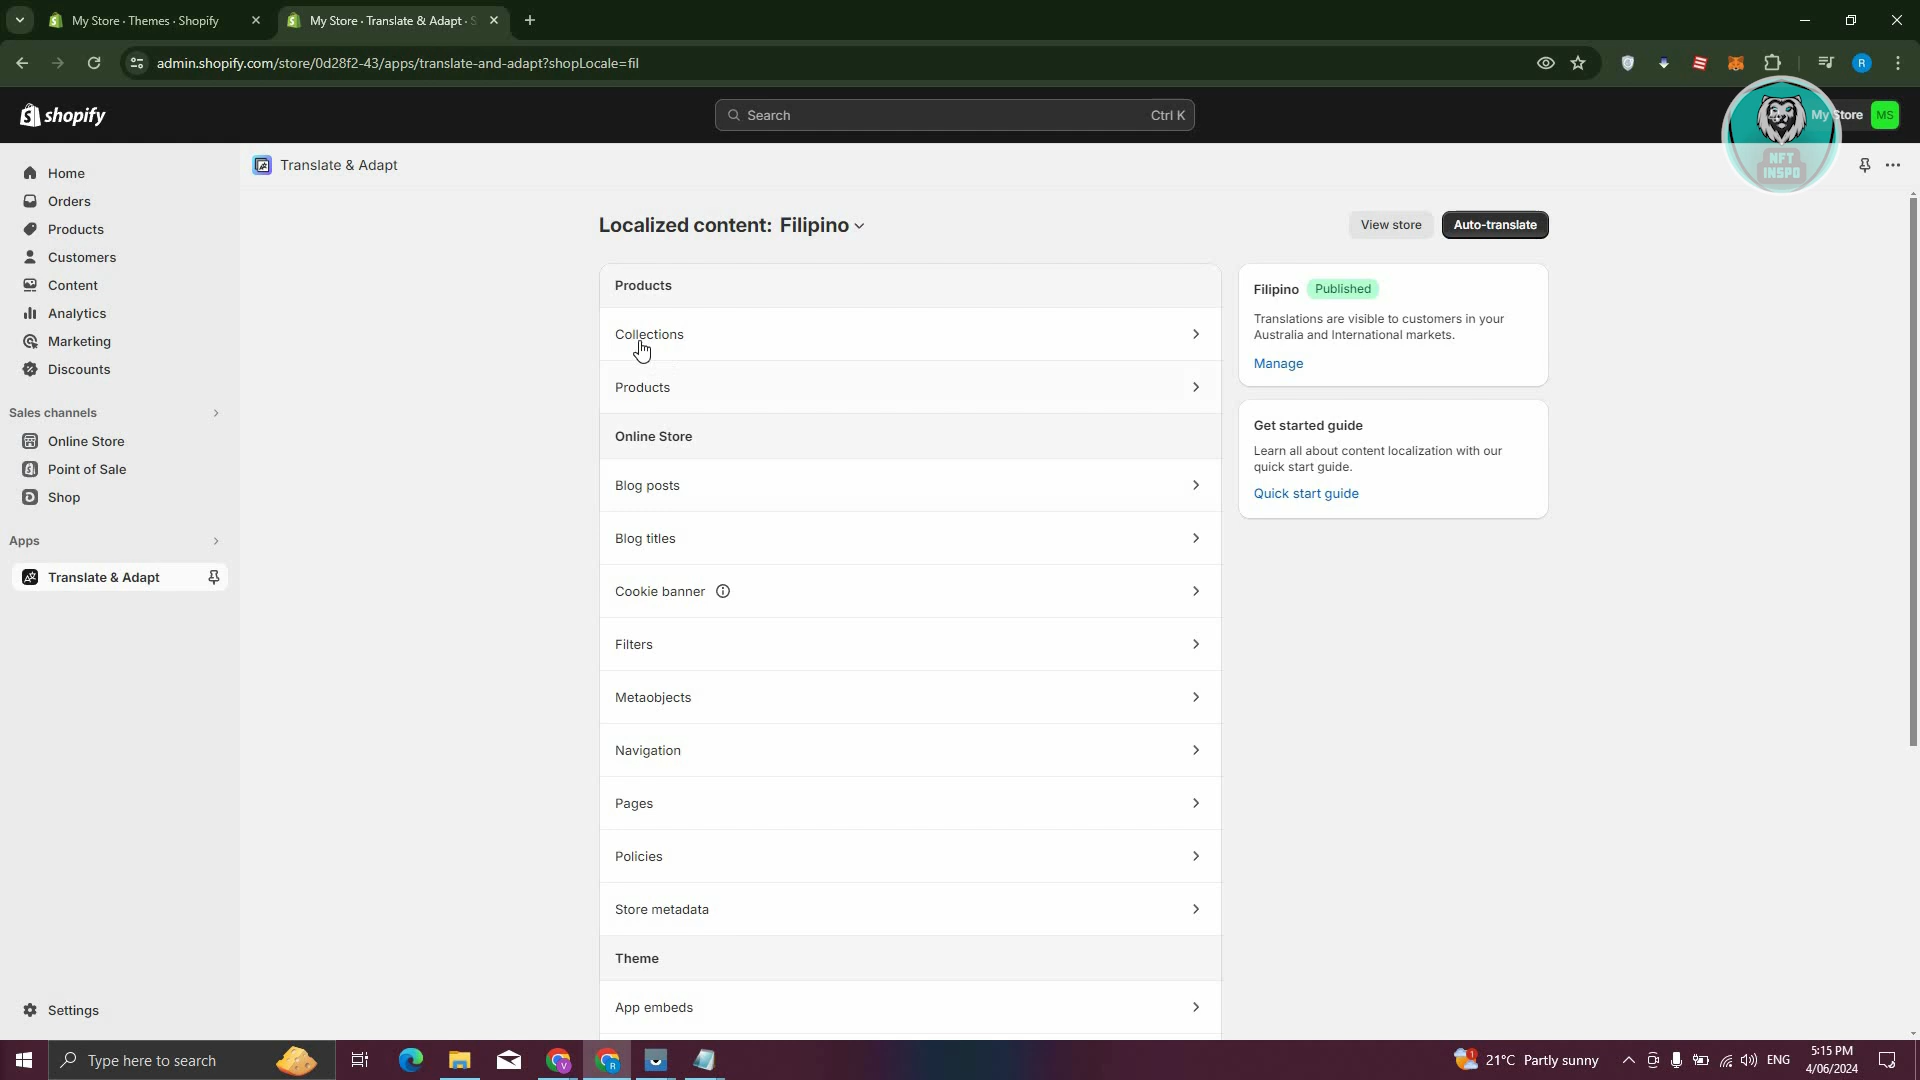 My Store · Themes · Shopify
My Store · Translate & Adapt · S
admin.shopify.com/store/0d28f2-43/apps/translate-and-adapt?shopLocale=fil
R
shopify
Search
Ctrl K
My Store
MS
NFT
INSPO
Home
Orders
Products
Customers
Content
Analytics
Marketing
Discounts
Sales channels
Online Store
Point of Sale
Shop
Apps
Translate & Adapt
Settings
Translate & Adapt
Localized content: Filipino
View store
Auto-translate
Products
Collections
Products
Online Store
Blog posts
Blog titles
Cookie banner
Filters
Metaobjects
Navigation
Pages
Policies
Store metadata
Theme
App embeds
Filipino
Published
Translations are visible to customers in your
Australia and International markets.
Manage
Get started guide
Learn all about content localization with our
quick start guide.
Quick start guide
Type here to search
V
R
1
21°C Partly sunny
ENG
5:15 PM
4/06/2024